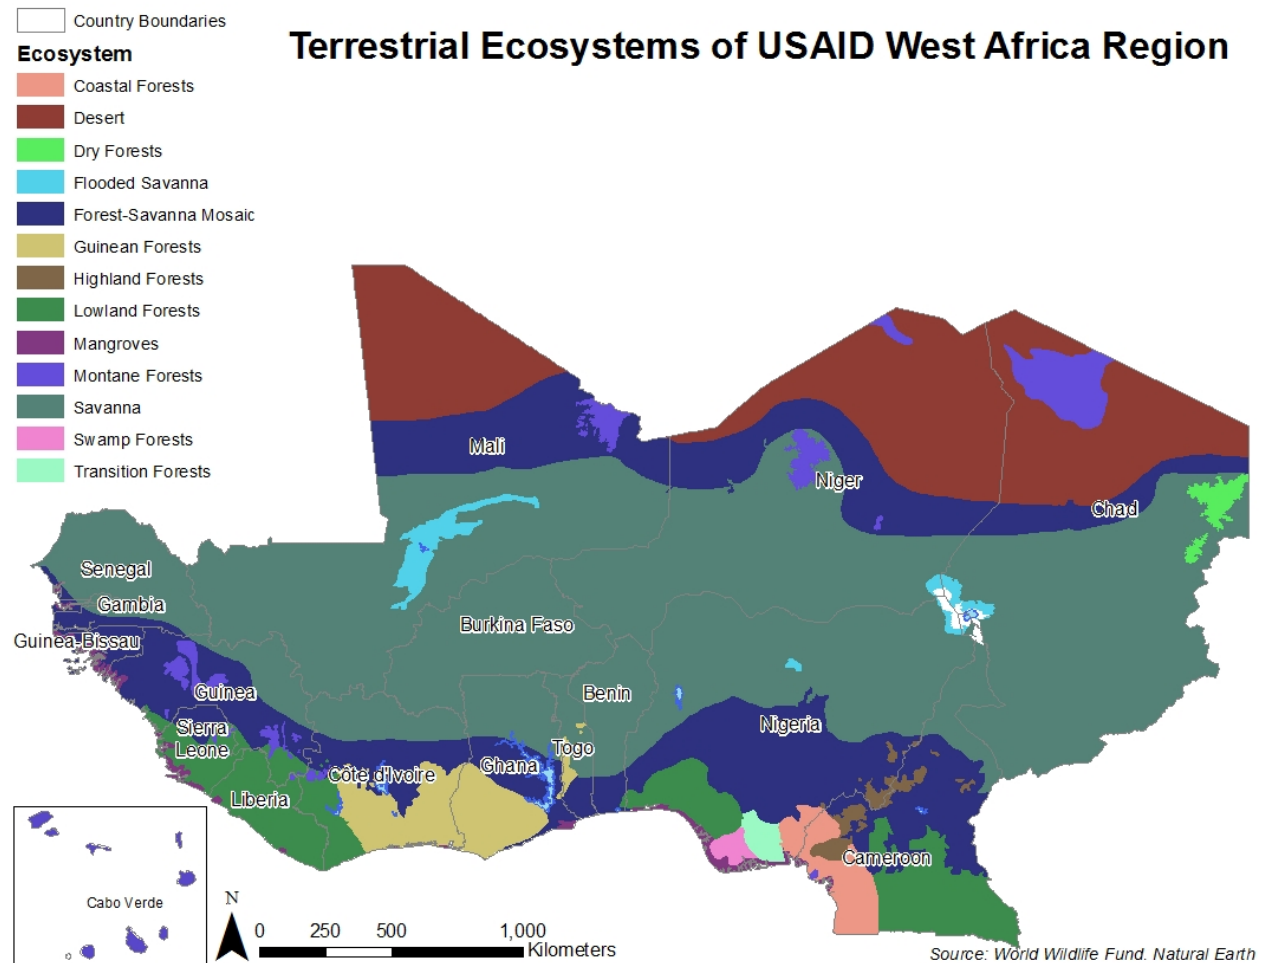 Country Boundaries
Terrestrial Ecosystems of USAID West Africa Region
Ecosystem
Coastal Forests
Desert
Dry Forests
Flooded Savanna
Forest-Savanna Mosaic
Guinean Forests
Highland Forests
Lowland Forests
Mangroves
Montane Forests
Savanna
Swamp Forests
Transition Forests
Mali
Niger
Chad
Senegal
Gambia
Burkina Faso
Guinea-Bissau
Guinea
Benin
Sierra
Leone
Nigeria
Togo
Ghana
Côte d'Ivoire
Liberia
Cameroon
Cabo Verde
N
0 250 500 1,000
Kilometers
Source: World Wildlife Fund. Natural Earth